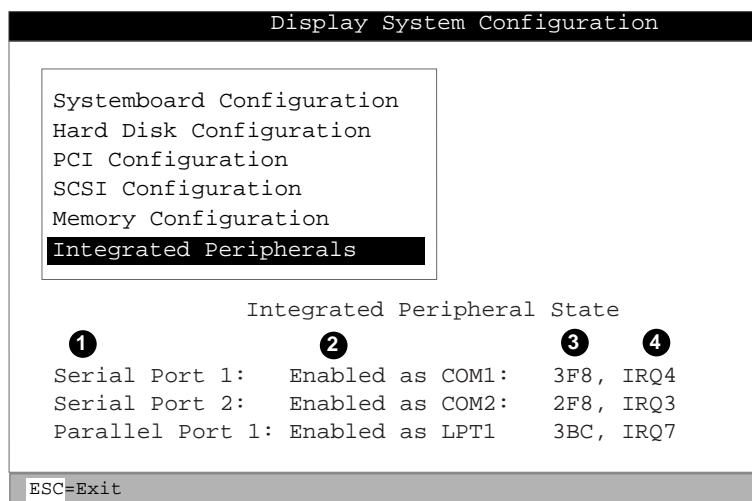 Display System Configuration
Systemboard Configuration
Hard Disk Configuration
PCI Configuration
SCSI Configuration
Memory Configuration
Integrated Peripherals
Integrated Peripheral State
1 2 3 4
Serial Port 1: Enabled as COM1: 3F8, IRQ4
Serial Port 2: Enabled as COM2: 2F8, IRQ3
Parallel Port 1: Enabled as LPT1 3BC, IRQ7
ESC=Exit